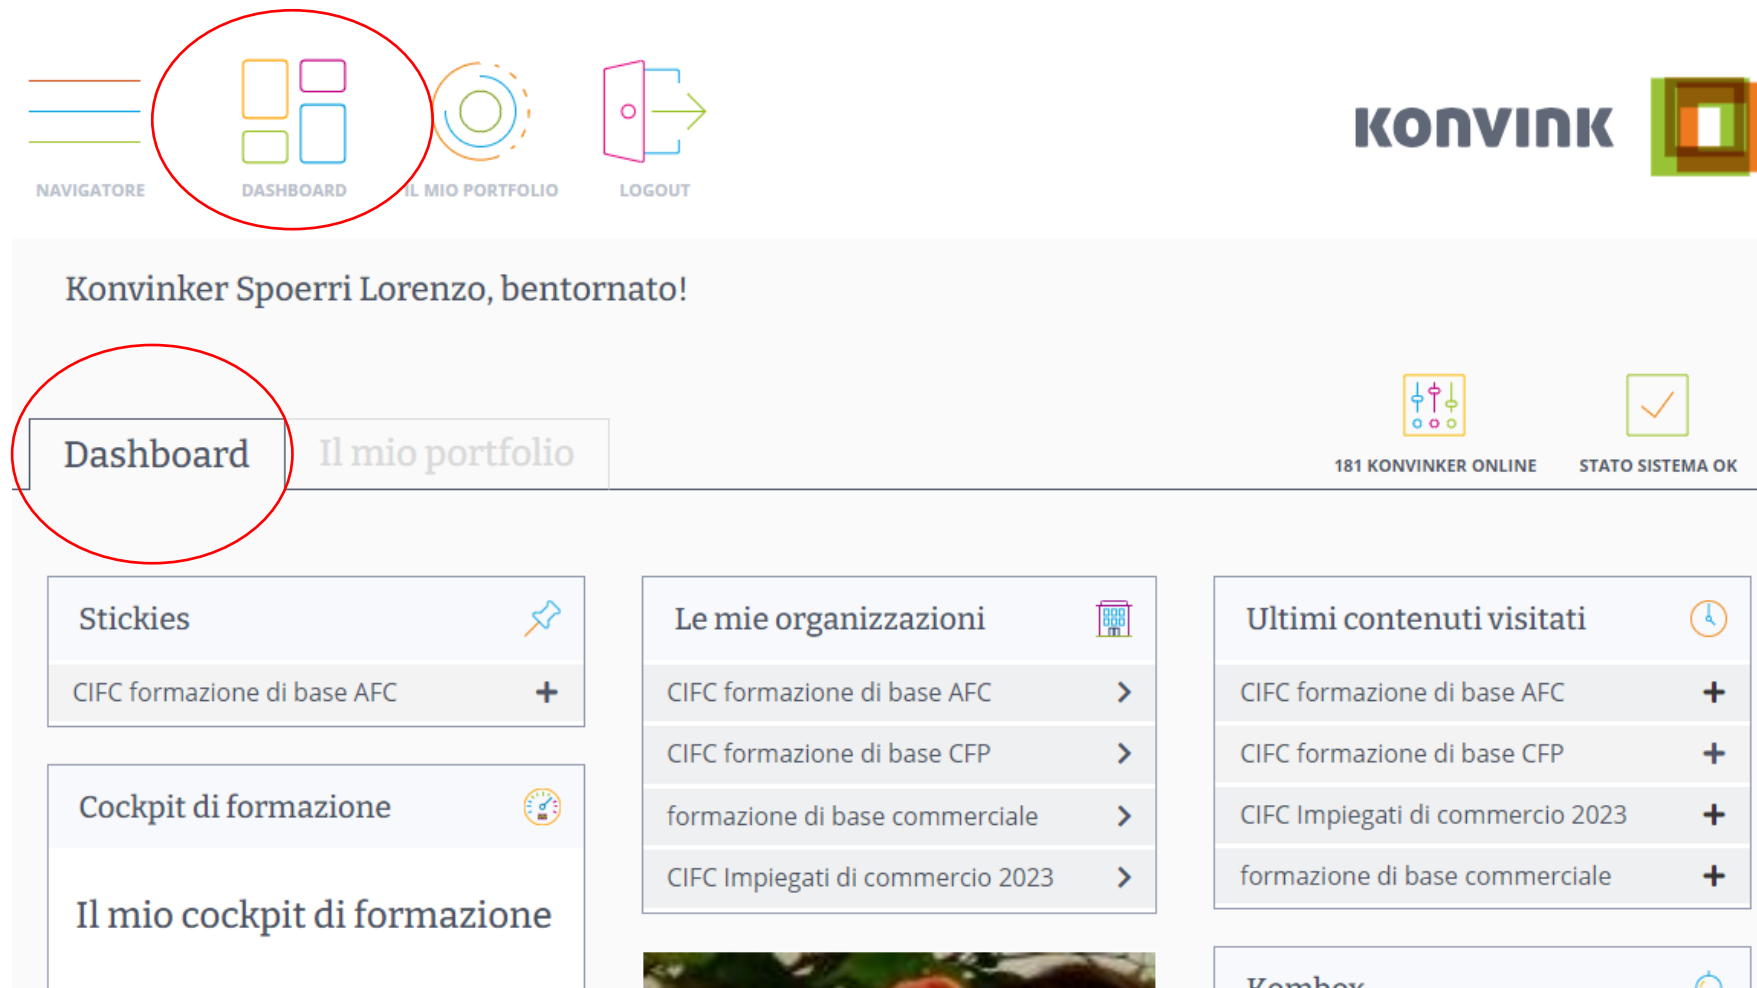 NAVIGATORE
DASHBOARD
IL MIO PORTFOLIO
LOGOUT
KONVINK
Konvinker Spoerri Lorenzo, bentornato!
Dashboard
Il mio portfolio
181 KONVINKER ONLINE
STATO SISTEMA OK
Stickies
CIFC formazione di base AFC
Cockpit di formazione
Il mio cockpit di formazione
Le mie organizzazioni
CIFC formazione di base AFC
CIFC formazione di base CFP
formazione di base commerciale
CIFC Impiegati di commercio 2023
Ultimi contenuti visitati
CIFC formazione di base AFC
CIFC formazione di base CFP
CIFC Impiegati di commercio 2023
formazione di base commerciale
Kombox